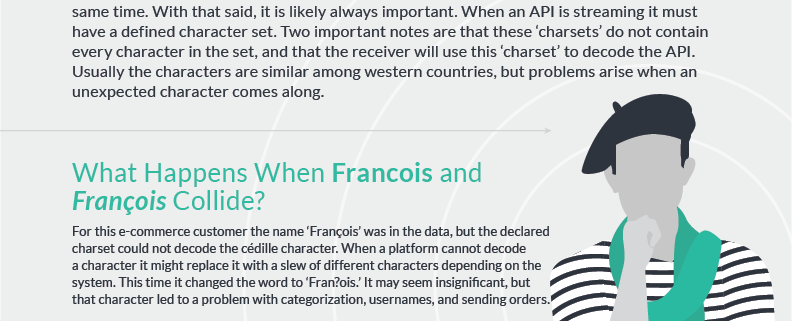 same time. With that said, it is likely always important. When an API is streaming it must
have a defined character set. Two important notes are that these ‘charsets’ do not contain
every character in the set, and that the receiver will use this ‘charset’ to decode the API.
Usually the characters are similar among western countries, but problems arise when an
unexpected character comes along.
What Happens When Francois and
François Collide?
For this e-commerce customer the name ‘François’ was in the data, but the declared
charset could not decode the cédille character. When a platform cannot decode
a character it might replace it with a slew of different characters depending on the
system. This time it changed the word to ‘Fran?ois.’ It may seem insignificant, but
that character led to a problem with categorization, usernames, and sending orders.